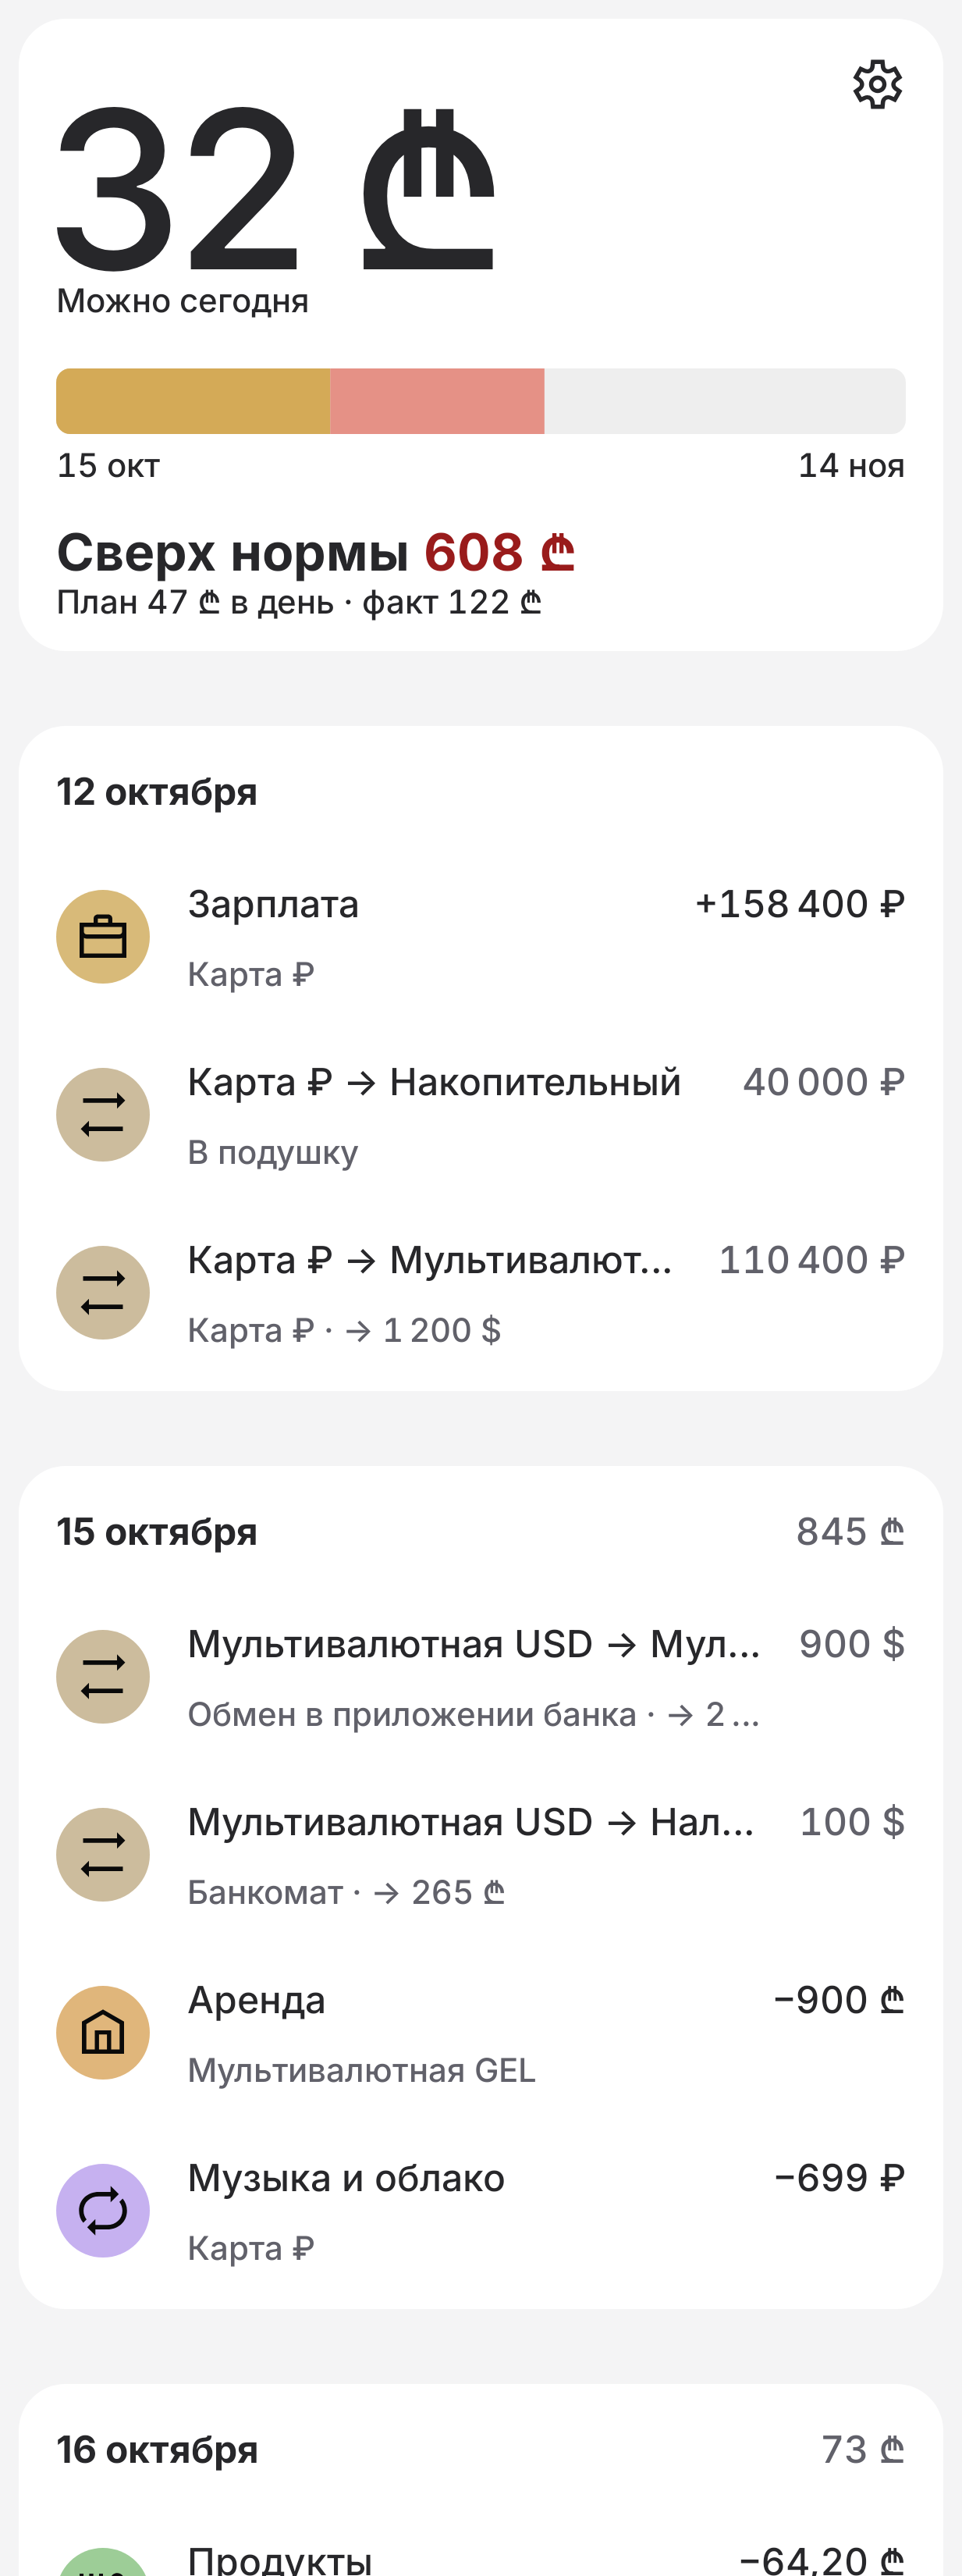 32 ₾
Можно сегодня
15 окт
14 ноя
Сверх нормы 608 ₾
План 47 ₾ в день · факт 122 ₾
12 октября
Зарплата
+158 400 ₽
Карта ₽
Карта ₽ → Накопительный
40 000 ₽
В подушку
Карта ₽ → Мультивалют...
110 400 ₽
Карта ₽ · → 1 200 $
15 октября
845 ₾
Мультивалютная USD → Мул...
900 $
Обмен в приложении банка · → 2 ...
Мультивалютная USD → Нал...
100 $
Банкомат · → 265 ₾
Аренда
−900 ₾
Мультивалютная GEL
Музыка и облако
−699 ₽
Карта ₽
16 октября
73 ₾
Продукты
−64,20 ₾